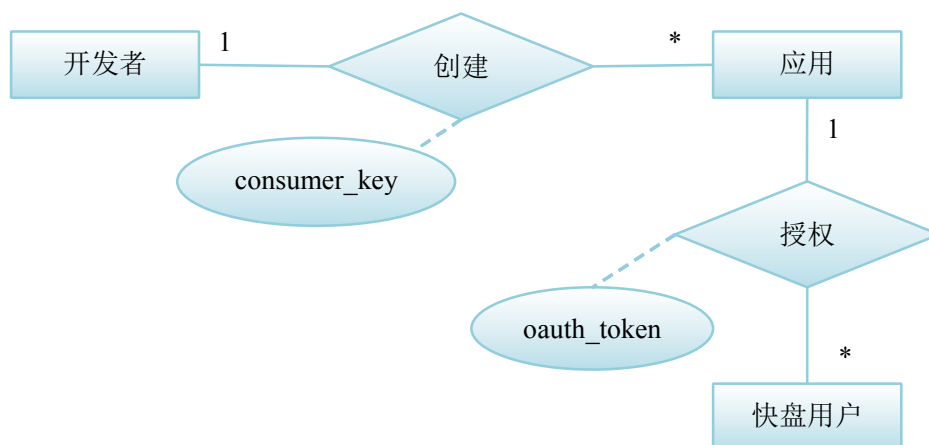 开发者
1
创建
*
应用
consumer_key
1
授权
oauth_token
*
快盘用户